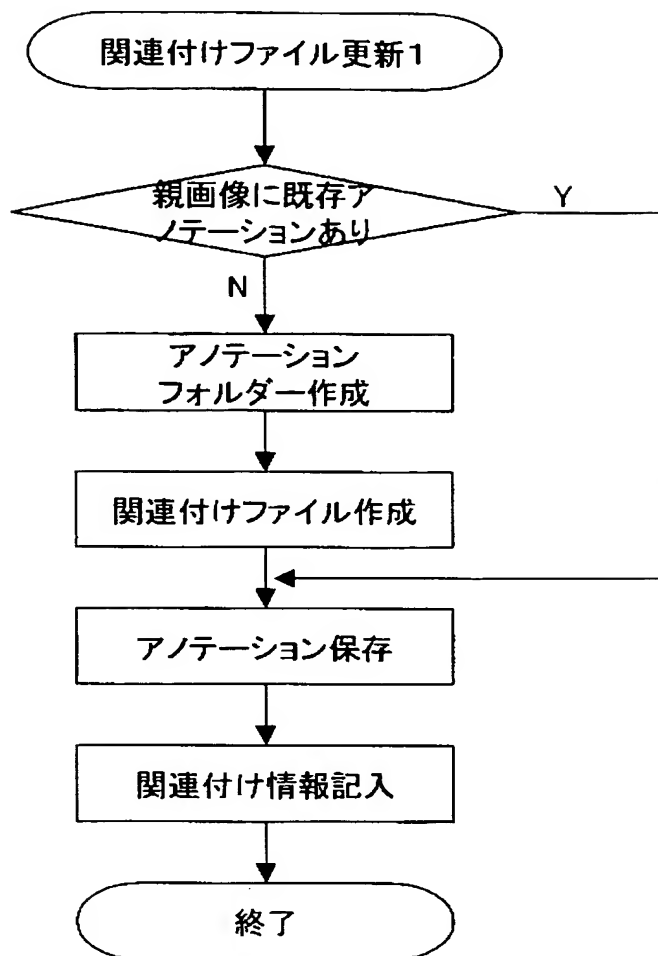 関連付けファイル更新1
親画像に既存ア
ノテーションあり
Y
N
アノテーション
フォルダー作成
関連付けファイル作成
アノテーション保存
関連付け情報記入
終了